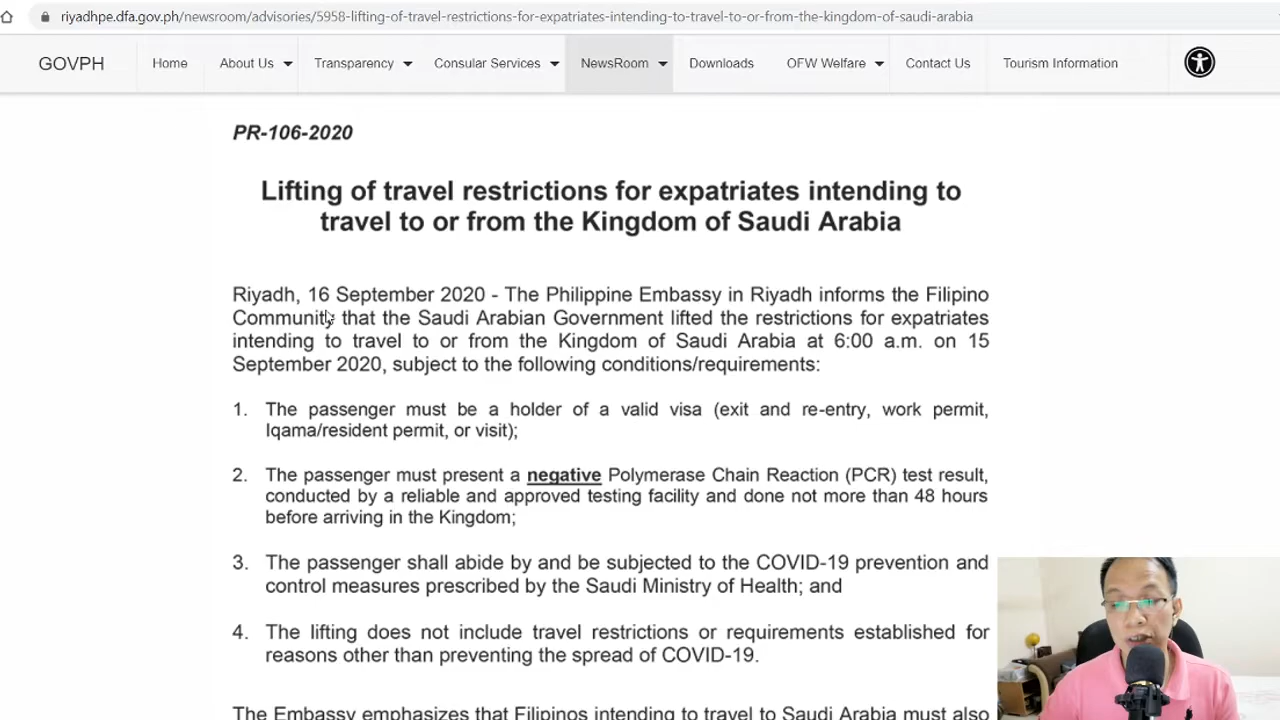 riyadhpe.dfa.gov.ph/newsroom/advisories/5958-lifting-of-travel-restrictions-for-expatriates-intending-to-travel-to-or-from-the-kingdom-of-saudi-arabia
GOVPH Home About Us Transparency Consular Services NewsRoom Downloads OFW Welfare Contact Us Tourism Information
PR-106-2020
Lifting of travel restrictions for expatriates intending to
travel to or from the Kingdom of Saudi Arabia
Riyadh, 16 September 2020 - The Philippine Embassy in Riyadh informs the Filipino
Community that the Saudi Arabian Government lifted the restrictions for expatriates
intending to travel to or from the Kingdom of Saudi Arabia at 6:00 a.m. on 15
September 2020, subject to the following conditions/requirements:
1. The passenger must be a holder of a valid visa (exit and re-entry, work permit,
Iqama/resident permit, or visit);
2. The passenger must present a negative Polymerase Chain Reaction (PCR) test result,
conducted by a reliable and approved testing facility and done not more than 48 hours
before arriving in the Kingdom;
3. The passenger shall abide by and be subjected to the COVID-19 prevention and
control measures prescribed by the Saudi Ministry of Health; and
4. The lifting does not include travel restrictions or requirements established for
reasons other than preventing the spread of COVID-19.
The Embassy emphasizes that Filipinos intending to travel to Saudi Arabia must also